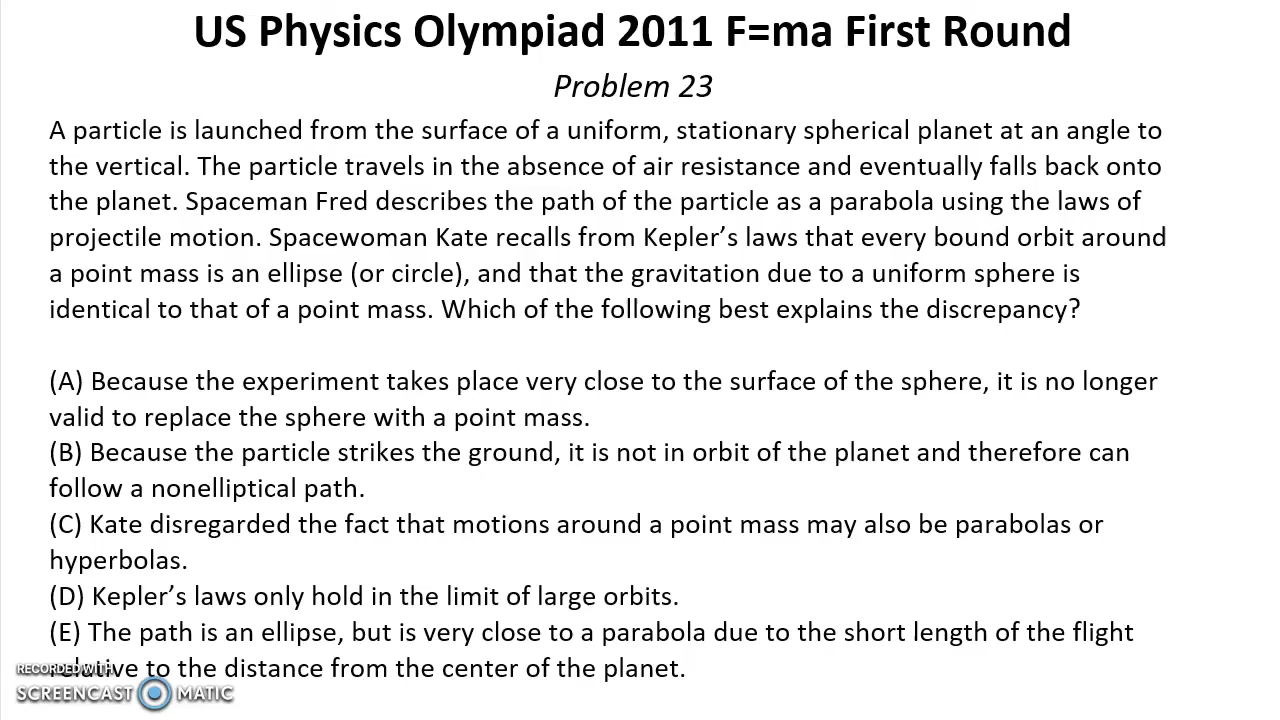 US Physics Olympiad 2011 F=ma First Round
Problem 23
A particle is launched from the surface of a uniform, stationary spherical planet at an angle to
the vertical. The particle travels in the absence of air resistance and eventually falls back onto
the planet. Spaceman Fred describes the path of the particle as a parabola using the laws of
projectile motion. Spacewoman Kate recalls from Kepler’s laws that every bound orbit around
a point mass is an ellipse (or circle), and that the gravitation due to a uniform sphere is
identical to that of a point mass. Which of the following best explains the discrepancy?
(A) Because the experiment takes place very close to the surface of the sphere, it is no longer
valid to replace the sphere with a point mass.
(B) Because the particle strikes the ground, it is not in orbit of the planet and therefore can
follow a nonelliptical path.
(C) Kate disregarded the fact that motions around a point mass may also be parabolas or
hyperbolas.
(D) Kepler’s laws only hold in the limit of large orbits.
(E) The path is an ellipse, but is very close to a parabola due to the short length of the flight
relative to the distance from the center of the planet.
RECORDED WITH
SCREENCAST MATIC